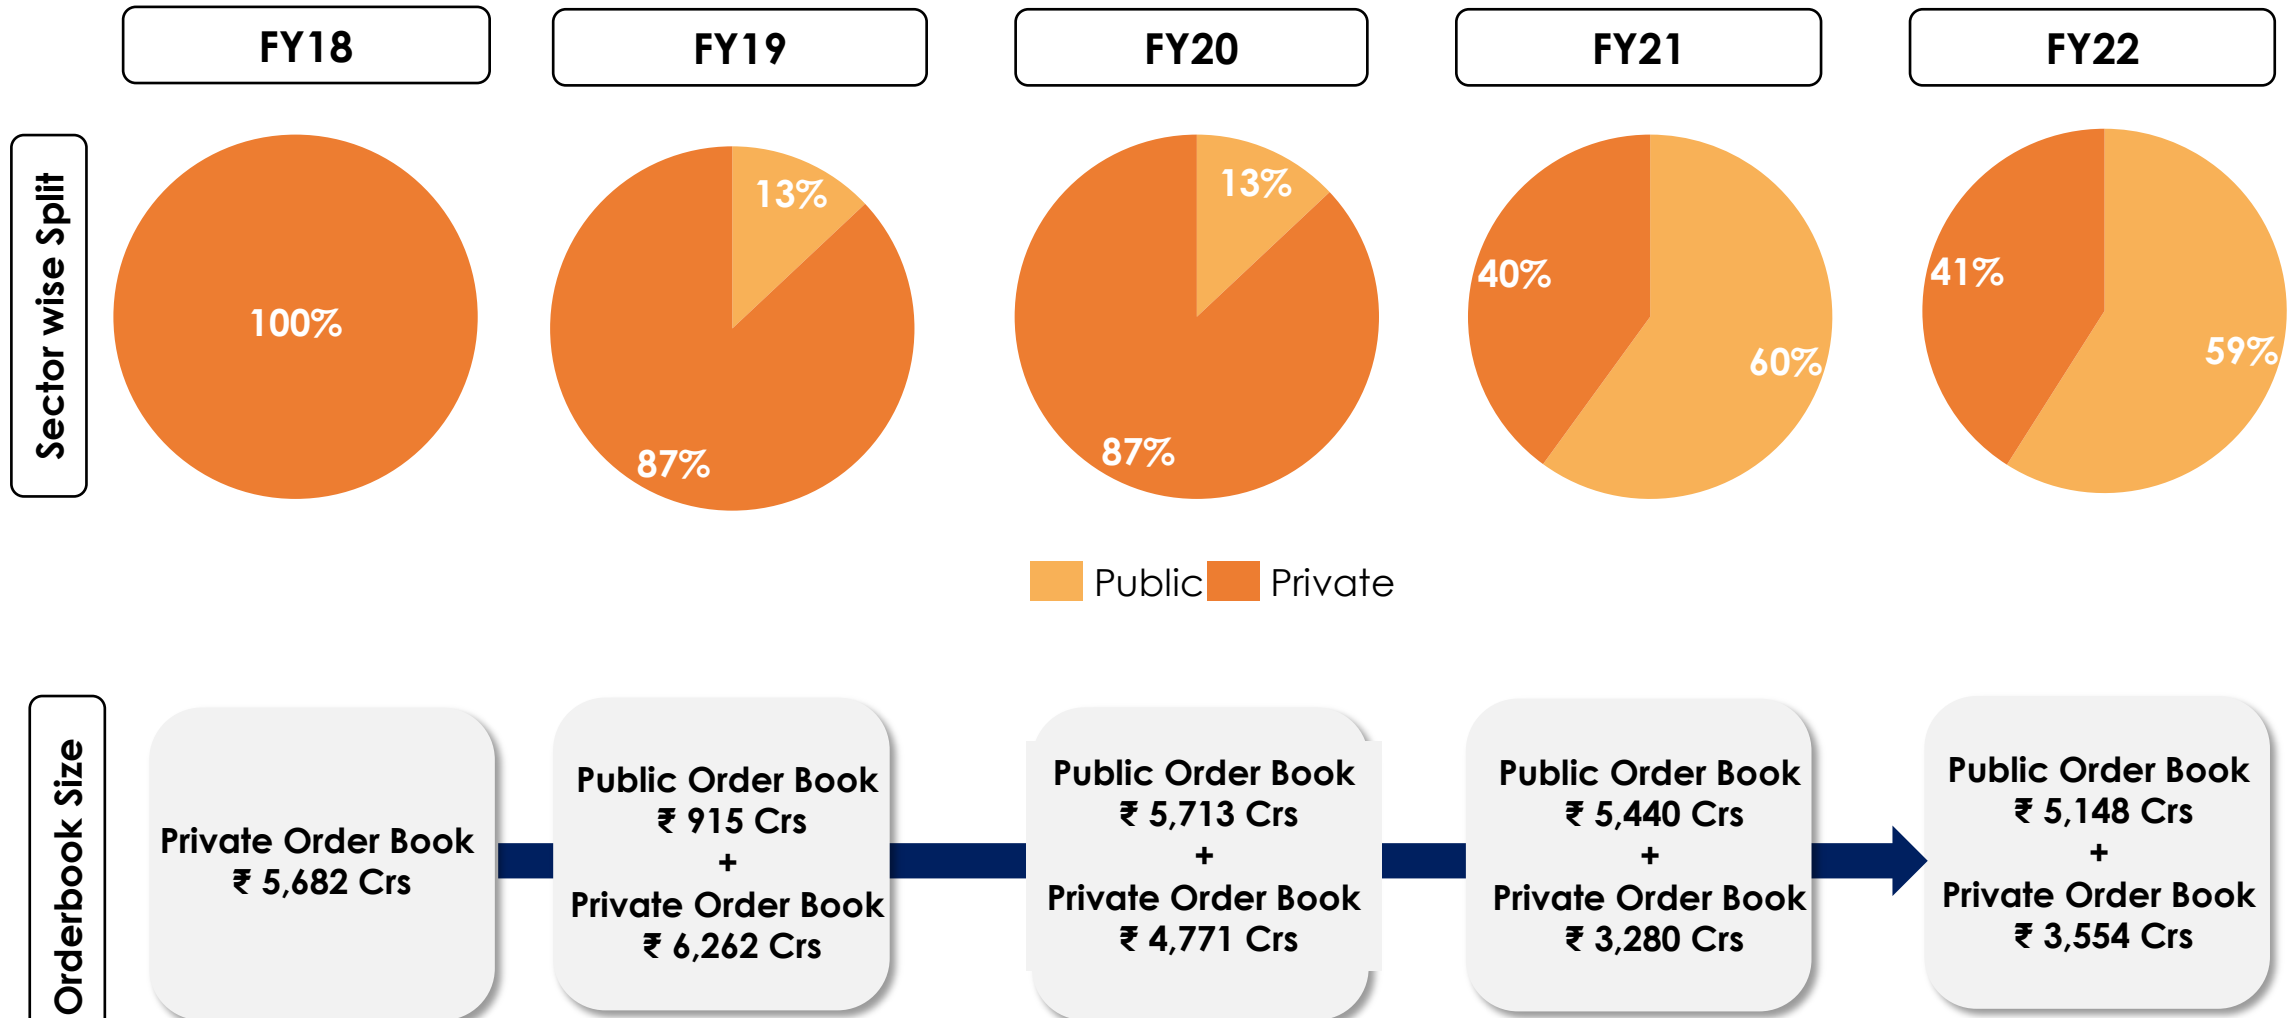 FY18
FY19
FY20
FY21
FY22
Sector wise Split
100%
13%
87%
13%
87%
40%
60%
41%
59%
Public
Private
Orderbook Size
Private Order Book
₹ 5,682 Crs
Public Order Book
₹ 915 Crs
+
Private Order Book
₹ 6,262 Crs
Public Order Book
₹ 5,713 Crs
+
Private Order Book
₹ 4,771 Crs
Public Order Book
₹ 5,440 Crs
+
Private Order Book
₹ 3,280 Crs
Public Order Book
₹ 5,148 Crs
+
Private Order Book
₹ 3,554 Crs